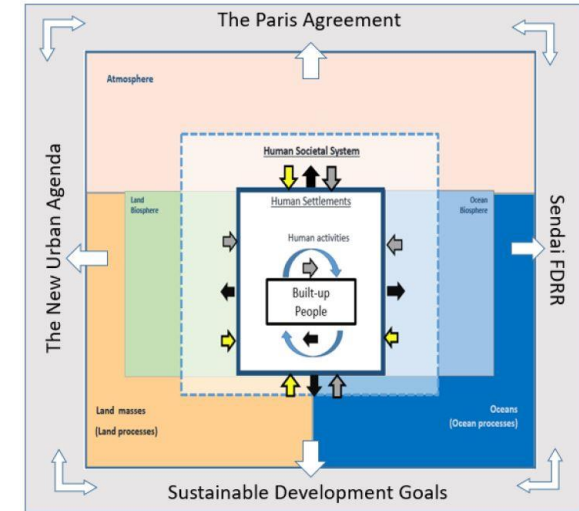 The Paris Agreement
Atmosphere
Human Societal System
Land
Biosphere
Human Settlements
Ocean
Biosphere
Human activities
Built-up
People
The New Urban Agenda
Sendai FDRR
Land masses
(Land processes)
Oceans
(Ocean processes)
Sustainable Development Goals